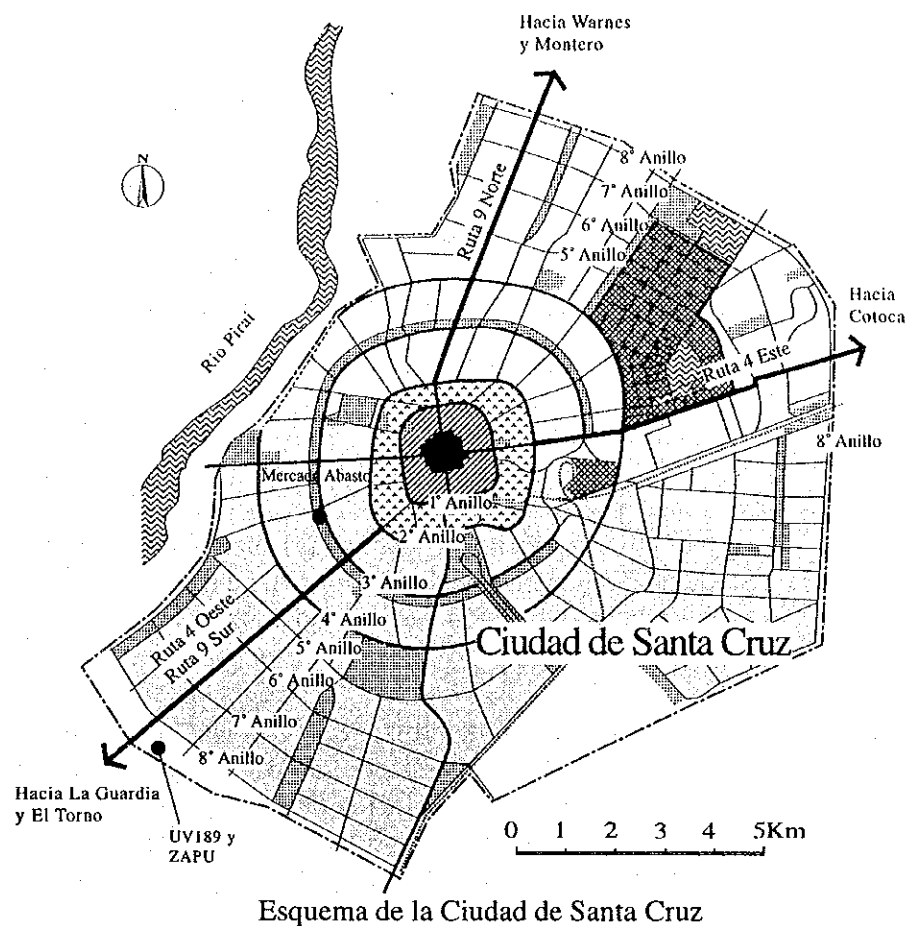 Hacia Warnes
y Montero
N
8° Anillo
7° Anillo
6° Anillo
5° Anillo
Ruta 9 Norte
Hacia
Cotoca
Río Piraí
Ruta 4 Este
8° Anillo
Mercado Abasto
1° Anillo
2° Anillo
3° Anillo
4° Anillo
Ciudad de Santa Cruz
5° Anillo
Ruta 4 Oeste
Ruta 9 Sur
6° Anillo
7° Anillo
8° Anillo
Hacia La Guardia
y El Torno
UV189 y
ZAPU
0 1 2 3 4 5Km
Esquema de la Ciudad de Santa Cruz